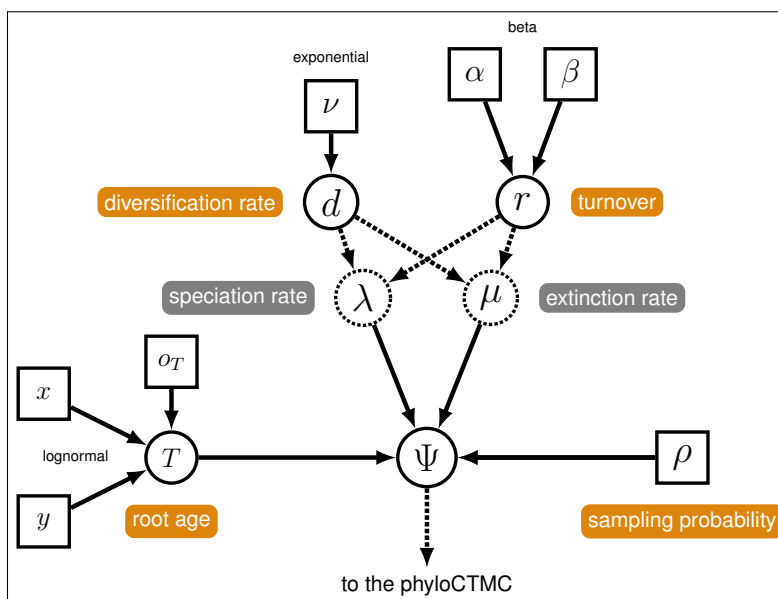 beta
exponential
α β
ν
diversification rate d r turnover
speciation rate λ μ extinction rate
o_T
x
lognormal T Ψ ρ
y root age sampling probability
to the phyloCTMC